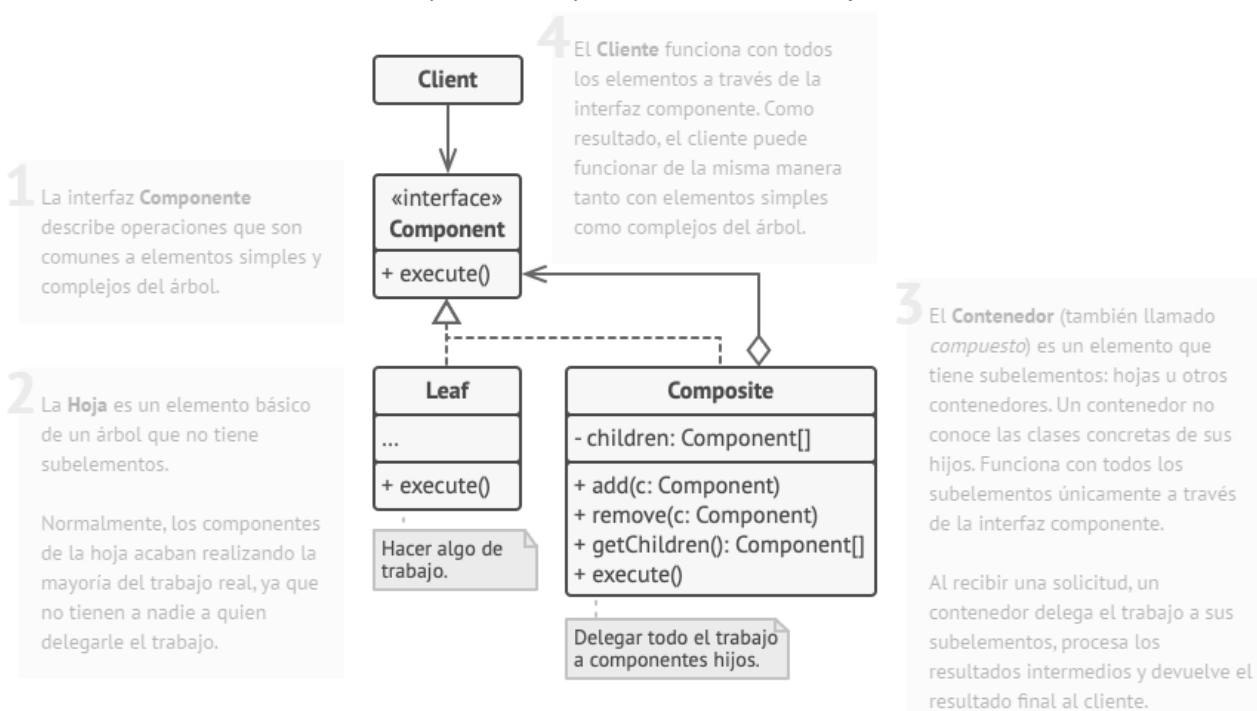 Client
4
El Cliente funciona con todos
los elementos a través de la
interfaz componente. Como
resultado, el cliente puede
funcionar de la misma manera
tanto con elementos simples
como complejos del árbol.
1
La interfaz Componente
describe operaciones que son
comunes a elementos simples y
complejos del árbol.
«interface»
Component
+ execute()
2
La Hoja es un elemento básico
de un árbol que no tiene
subelementos.
Normalmente, los componentes
de la hoja acaban realizando la
mayoría del trabajo real, ya que
no tienen a nadie a quien
delegarle el trabajo.
Leaf
...
+ execute()
Hacer algo de
trabajo.
Composite
- children: Component[]
+ add(c: Component)
+ remove(c: Component)
+ getChildren(): Component[]
+ execute()
Delegar todo el trabajo
a componentes hijos.
3
El Contenedor (también llamado
compuesto) es un elemento que
tiene subelementos: hojas u otros
contenedores. Un contenedor no
conoce las clases concretas de sus
hijos. Funciona con todos los
subelementos únicamente a través
de la interfaz componente.
Al recibir una solicitud, un
contenedor delega el trabajo a sus
subelementos, procesa los
resultados intermedios y devuelve el
resultado final al cliente.